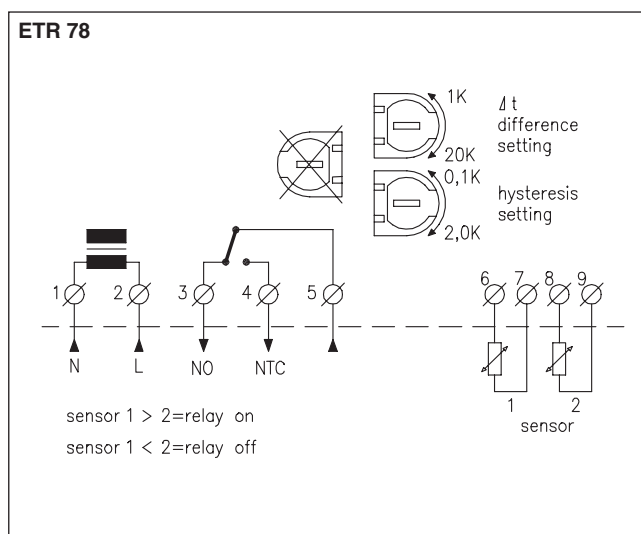 ETR 78
1K
Δt
difference
setting
20K
0,1K
hysteresis
setting
2,0K
1 2 3 4 5 6 7 8 9
N L NO NTC
1 2
sensor
sensor 1 > 2=relay on
sensor 1 < 2=relay off